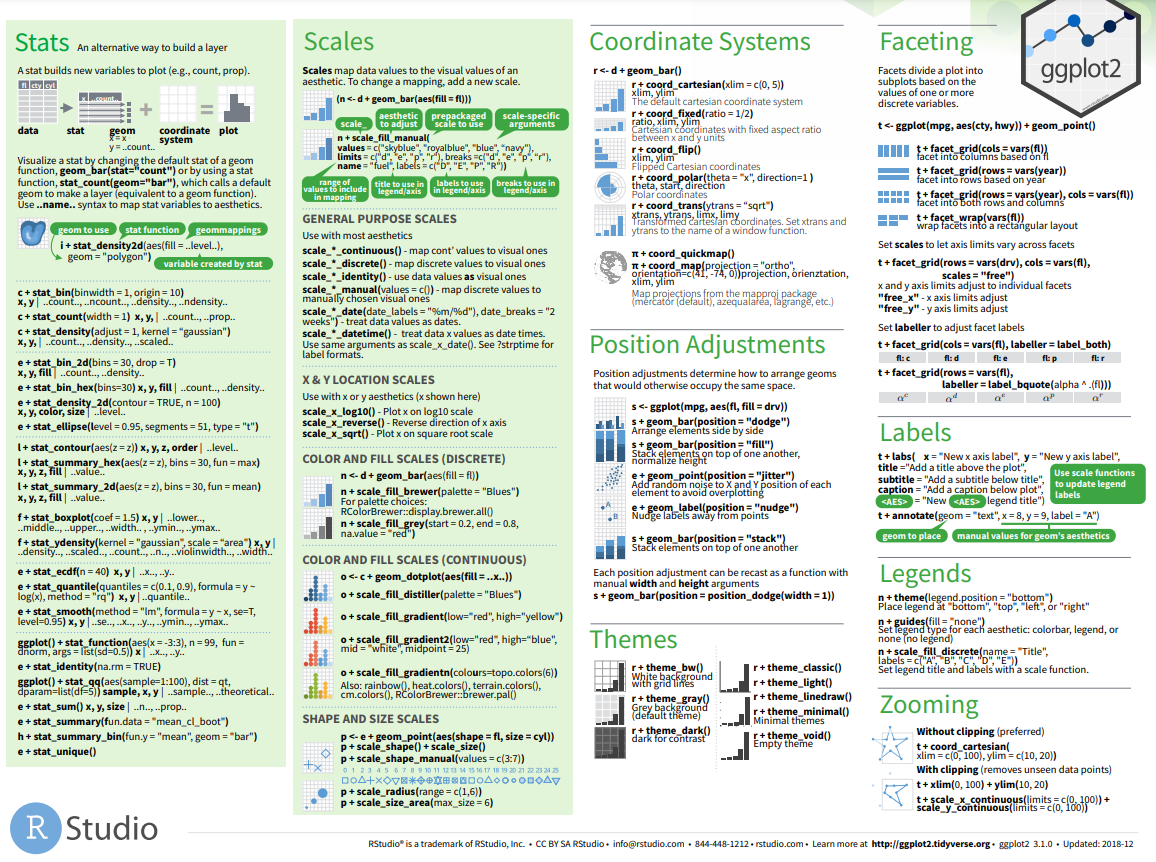 Stats An alternative way to build a layer
A stat builds new variables to plot (e.g., count, prop).
fl cty cyl
x ..count..
+
=
data stat geom coordinate plot
x = x
y = ..count..
system
Visualize a stat by changing the default stat of a geom
function, geom_bar(stat="count") or by using a stat
function, stat_count(geom="bar"), which calls a default
geom to make a layer (equivalent to a geom function).
Use ..name.. syntax to map stat variables to aesthetics.
geom to use stat function geommappings
i + stat_density2d(aes(fill = ..level..),
geom = "polygon")
variable created by stat
c + stat_bin(binwidth = 1, origin = 10)
x, y | ..count.., ..ncount.., ..density.., ..ndensity..
c + stat_count(width = 1) x, y, | ..count.., ..prop..
c + stat_density(adjust = 1, kernel = "gaussian")
x, y, | ..count.., ..density.., ..scaled..
e + stat_bin_2d(bins = 30, drop = T)
x, y, fill | ..count.., ..density..
e + stat_bin_hex(bins=30) x, y, fill | ..count.., ..density..
e + stat_density_2d(contour = TRUE, n = 100)
x, y, color, size | ..level..
e + stat_ellipse(level = 0.95, segments = 51, type = "t")
l + stat_contour(aes(z = z)) x, y, z, order | ..level..
l + stat_summary_hex(aes(z = z), bins = 30, fun = max)
x, y, z, fill | ..value..
l + stat_summary_2d(aes(z = z), bins = 30, fun = mean)
x, y, z, fill | ..value..
f + stat_boxplot(coef = 1.5) x, y | ..lower..,
..middle.., ..upper.., ..width.. , ..ymin.., ..ymax..
f + stat_ydensity(kernel = "gaussian", scale = "area") x, y |
..density.., ..scaled.., ..count.., ..n.., ..violinwidth.., ..width..
e + stat_ecdf(n = 40) x, y | ..x.., ..y..
e + stat_quantile(quantiles = c(0.1, 0.9), formula = y ~
log(x), method = "rq") x, y | ..quantile..
e + stat_smooth(method = "lm", formula = y ~ x, se=T,
level=0.95) x, y | ..se.., ..x.., ..y.., ..ymin.., ..ymax..
ggplot() + stat_function(aes(x = -3:3), n = 99, fun =
dnorm, args = list(sd=0.5)) x | ..x.., ..y..
e + stat_identity(na.rm = TRUE)
ggplot() + stat_qq(aes(sample=1:100), dist = qt,
dparam=list(df=5)) sample, x, y | ..sample.., ..theoretical..
e + stat_sum() x, y, size | ..n.., ..prop..
e + stat_summary(fun.data = "mean_cl_boot")
h + stat_summary_bin(fun.y = "mean", geom = "bar")
e + stat_unique()
Scales
Scales map data values to the visual values of an
aesthetic. To change a mapping, add a new scale.
(n <- d + geom_bar(aes(fill = fl)))
scale_ aesthetic to adjust prepackaged scale to use scale-specific arguments
n + scale_fill_manual(
values = c("skyblue", "royalblue", "blue", "navy"),
limits = c("d", "e", "p", "r"), breaks =c("d", "e", "p", "r"),
name = "fuel", labels = c("D", "E", "P", "R"))
range of values to include in mapping title to use in legend/axis labels to use in legend/axis breaks to use in legend/axis
GENERAL PURPOSE SCALES
Use with most aesthetics
scale_*_continuous() - map cont' values to visual ones
scale_*_discrete() - map discrete values to visual ones
scale_*_identity() - use data values as visual ones
scale_*_manual(values = c()) - map discrete values to
manually chosen visual ones
scale_*_date(date_labels = "%m/%d"), date_breaks = "2
weeks") - treat data values as dates.
scale_*_datetime() - treat data x values as date times.
Use same arguments as scale_x_date(). See ?strptime for
label formats.
X & Y LOCATION SCALES
Use with x or y aesthetics (x shown here)
scale_x_log10() - Plot x on log10 scale
scale_x_reverse() - Reverse direction of x axis
scale_x_sqrt() - Plot x on square root scale
COLOR AND FILL SCALES (DISCRETE)
n <- d + geom_bar(aes(fill = fl))
n + scale_fill_brewer(palette = "Blues")
For palette choices:
RColorBrewer::display.brewer.all()
n + scale_fill_grey(start = 0.2, end = 0.8,
na.value = "red")
COLOR AND FILL SCALES (CONTINUOUS)
o <- c + geom_dotplot(aes(fill = ..x..))
o + scale_fill_distiller(palette = "Blues")
o + scale_fill_gradient(low="red", high="yellow")
o + scale_fill_gradient2(low="red", high="blue",
mid = "white", midpoint = 25)
o + scale_fill_gradientn(colours=topo.colors(6))
Also: rainbow(), heat.colors(), terrain.colors(),
cm.colors(), RColorBrewer::brewer.pal()
SHAPE AND SIZE SCALES
p <- e + geom_point(aes(shape = fl, size = cyl))
p + scale_shape() + scale_size()
p + scale_shape_manual(values = c(3:7))
0 1 2 3 4 5 6 7 8 9 10 11 12 13 14 15 16 17 18 19 20 21 22 23 24 25
p + scale_radius(range = c(1,6))
p + scale_size_area(max_size = 6)
Coordinate Systems
r <- d + geom_bar()
r + coord_cartesian(xlim = c(0, 5))
xlim, ylim
The default cartesian coordinate system
r + coord_fixed(ratio = 1/2)
ratio, xlim, ylim
Cartesian coordinates with fixed aspect ratio
between x and y units
r + coord_flip()
xlim, ylim
Flipped Cartesian coordinates
r + coord_polar(theta = "x", direction=1 )
theta, start, direction
Polar coordinates
r + coord_trans(ytrans = "sqrt")
xtrans, ytrans, limx, limy
Transformed cartesian coordinates. Set xtrans and
ytrans to the name of a window function.
π + coord_quickmap()
π + coord_map(projection = "ortho",
orientation=c(41, -74, 0))projection, orienztation,
xlim, ylim
Map projections from the mapproj package
(mercator (default), azequalarea, lagrange, etc.)
Position Adjustments
Position adjustments determine how to arrange geoms
that would otherwise occupy the same space.
s <- ggplot(mpg, aes(fl, fill = drv))
s + geom_bar(position = "dodge")
Arrange elements side by side
s + geom_bar(position = "fill")
Stack elements on top of one another,
normalize height
e + geom_point(position = "jitter")
Add random noise to X and Y position of each
element to avoid overplotting
A
B
e + geom_label(position = "nudge")
Nudge labels away from points
s + geom_bar(position = "stack")
Stack elements on top of one another
Each position adjustment can be recast as a function with
manual width and height arguments
s + geom_bar(position = position_dodge(width = 1))
Themes
r + theme_bw()
White background
with grid lines
r + theme_gray()
Grey background
(default theme)
r + theme_dark()
dark for contrast
r + theme_classic()
r + theme_light()
r + theme_linedraw()
r + theme_minimal()
Minimal themes
r + theme_void()
Empty theme
Faceting
ggplot2
Facets divide a plot into
subplots based on the
values of one or more
discrete variables.
t <- ggplot(mpg, aes(cty, hwy)) + geom_point()
t + facet_grid(cols = vars(fl))
facet into columns based on fl
t + facet_grid(rows = vars(year))
facet into rows based on year
t + facet_grid(rows = vars(year), cols = vars(fl))
facet into both rows and columns
t + facet_wrap(vars(fl))
wrap facets into a rectangular layout
Set scales to let axis limits vary across facets
t + facet_grid(rows = vars(drv), cols = vars(fl),
scales = "free")
x and y axis limits adjust to individual facets
"free_x" - x axis limits adjust
"free_y" - y axis limits adjust
Set labeller to adjust facet labels
t + facet_grid(cols = vars(fl), labeller = label_both)
fl: c fl: d fl: e fl: p fl: r
t + facet_grid(rows = vars(fl),
labeller = label_bquote(alpha ^ .(fl)))
α^c α^d α^e α^p α^r
Labels
t + labs( x = "New x axis label", y = "New y axis label",
title ="Add a title above the plot",
subtitle = "Add a subtitle below title",
caption = "Add a caption below plot",
<AES> = "New <AES> legend title")
Use scale functions
to update legend
labels
t + annotate(geom = "text", x = 8, y = 9, label = "A")
geom to place manual values for geom's aesthetics
Legends
n + theme(legend.position = "bottom")
Place legend at "bottom", "top", "left", or "right"
n + guides(fill = "none")
Set legend type for each aesthetic: colorbar, legend, or
none (no legend)
n + scale_fill_discrete(name = "Title",
labels = c("A", "B", "C", "D", "E"))
Set legend title and labels with a scale function.
Zooming
Without clipping (preferred)
t + coord_cartesian(
xlim = c(0, 100), ylim = c(10, 20))
With clipping (removes unseen data points)
t + xlim(0, 100) + ylim(10, 20)
t + scale_x_continuous(limits = c(0, 100)) +
scale_y_continuous(limits = c(0, 100))
R Studio
RStudio® is a trademark of RStudio, Inc. • CC BY SA RStudio • info@rstudio.com • 844-448-1212 • rstudio.com • Learn more at http://ggplot2.tidyverse.org • ggplot2 3.1.0 • Updated: 2018-12